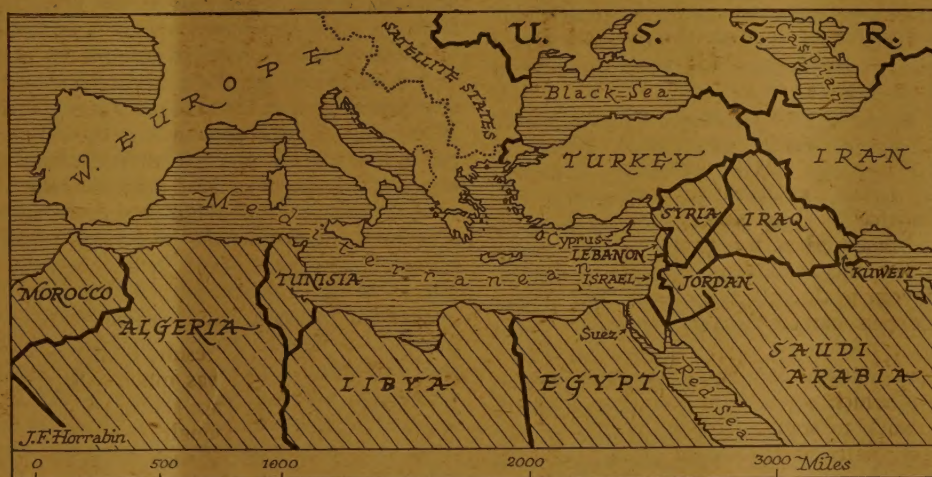 U. S. S. R.
Caspian
W. EUROPE
SATELLITE STATES
Black Sea
TURKEY
IRAN
Mediterranean
SYRIA
IRAQ
Cyprus
LEBANON
ISRAEL
JORDAN
KUWEIT
MOROCCO
TUNISIA
ALGERIA
LIBYA
EGYPT
Suez
Red Sea
SAUDI
ARABIA
J.F. Horrabin
0 500 1000 2000 3000 Miles